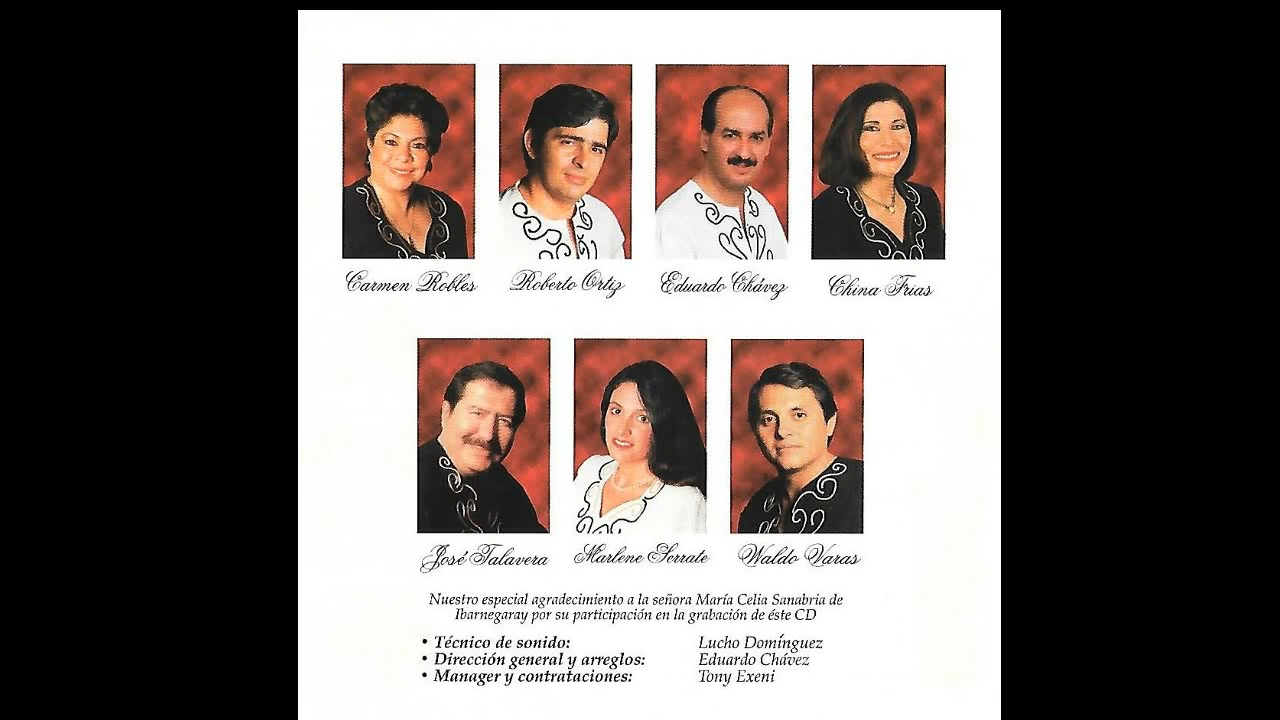 Carmen Robles
Roberto Ortiz
Eduardo Chávez
China Frias
José Talavera
Marlene Serrate
Waldo Varas
Nuestro especial agradecimiento a la señora María Celia Sanabria de
Ibarnegaray por su participación en la grabación de éste CD
• Técnico de sonido: Lucho Domínguez
• Dirección general y arreglos: Eduardo Chávez
• Manager y contrataciones: Tony Exeni